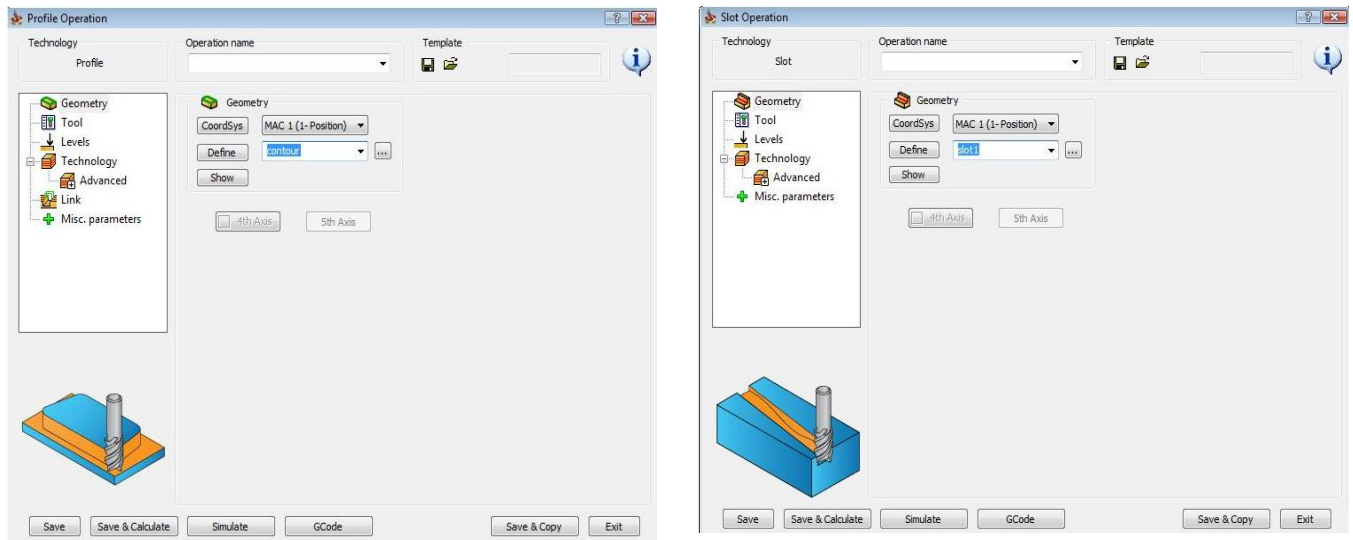 Profile Operation
Technology
Profile
Operation name
Template
Geometry
Tool
Levels
Technology
Advanced
Link
Misc. parameters
Geometry
CoordSys MAC 1 (1- Position)
Define contour ...
Show
4th Axis 5th Axis
Save Save & Calculate Simulate GCode Save & Copy Exit
Slot Operation
Technology
Slot
Operation name
Template
Geometry
Tool
Levels
Technology
Advanced
Misc. parameters
Geometry
CoordSys MAC 1 (1- Position)
Define slot1 ...
Show
4th Axis 5th Axis
Save Save & Calculate Simulate GCode Save & Copy Exit